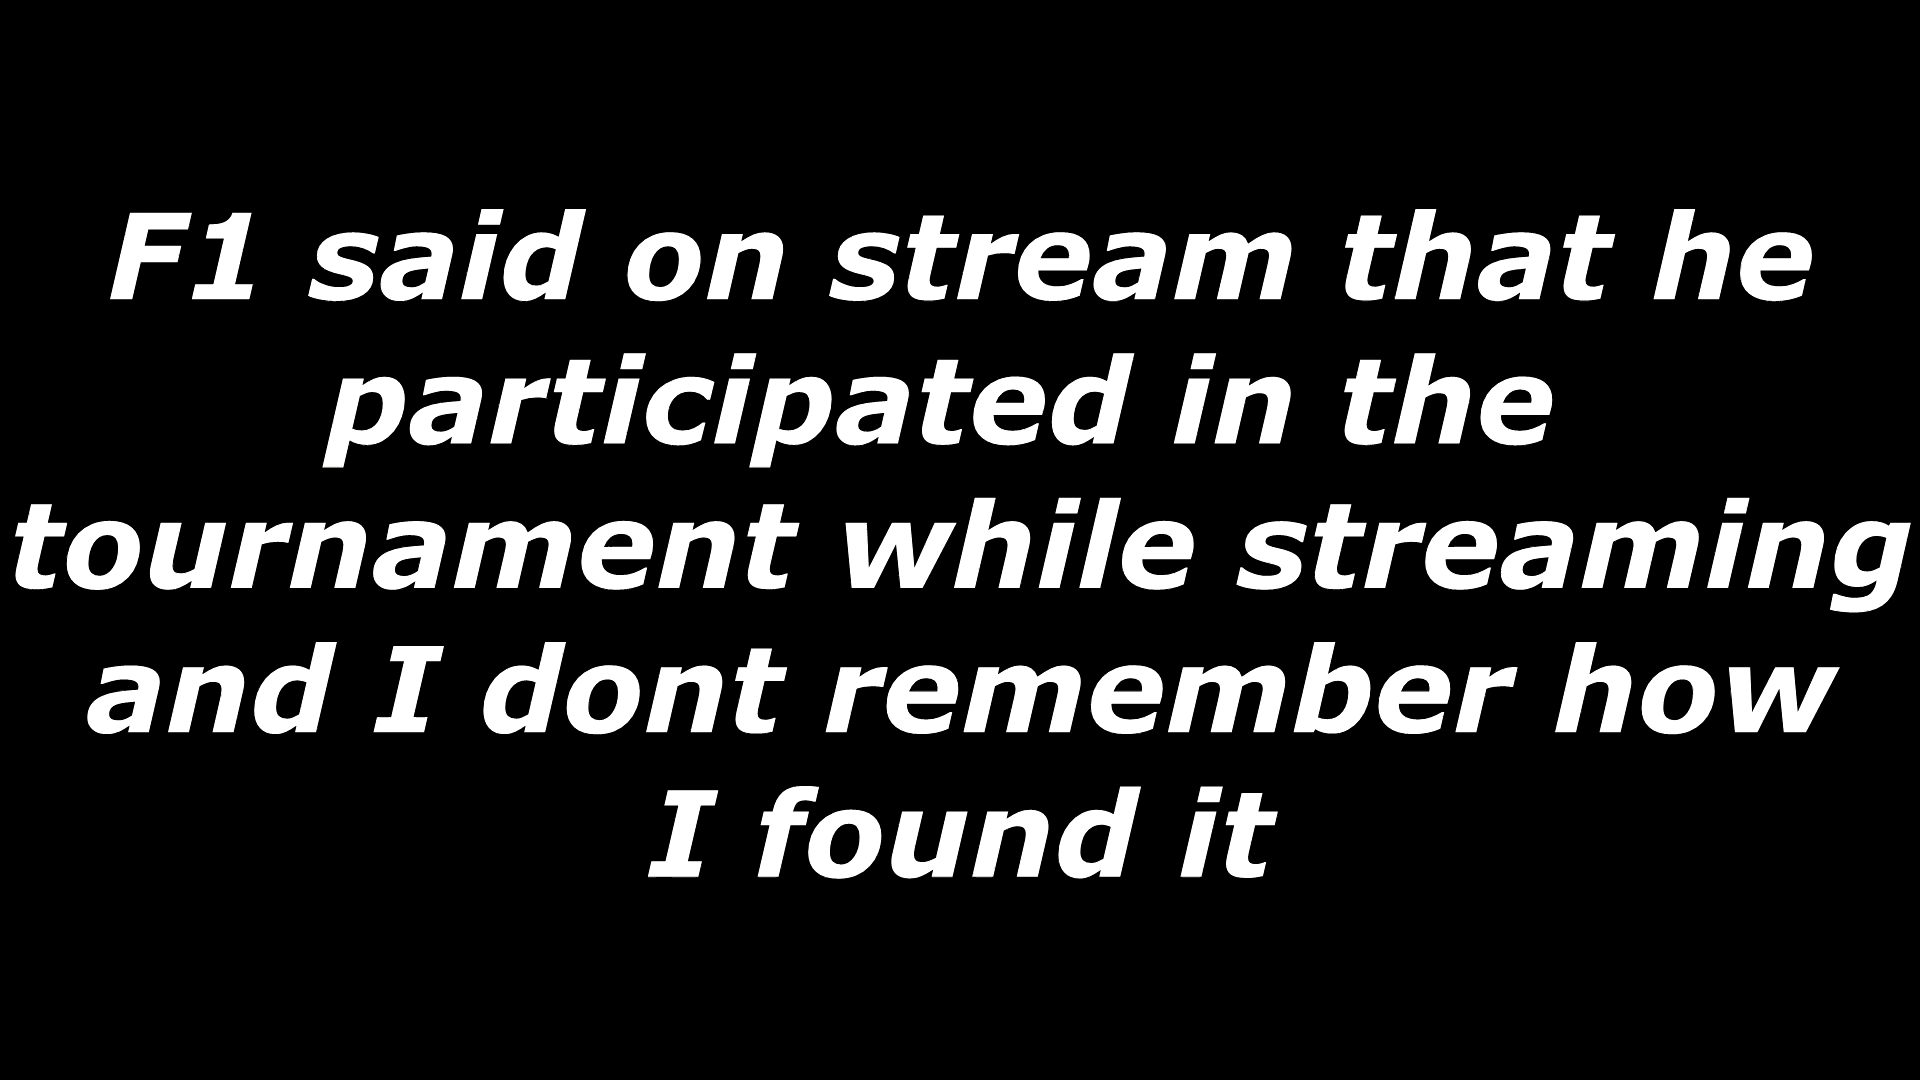 F1 said on stream that he
participated in the
tournament while streaming
and I dont remember how
I found it